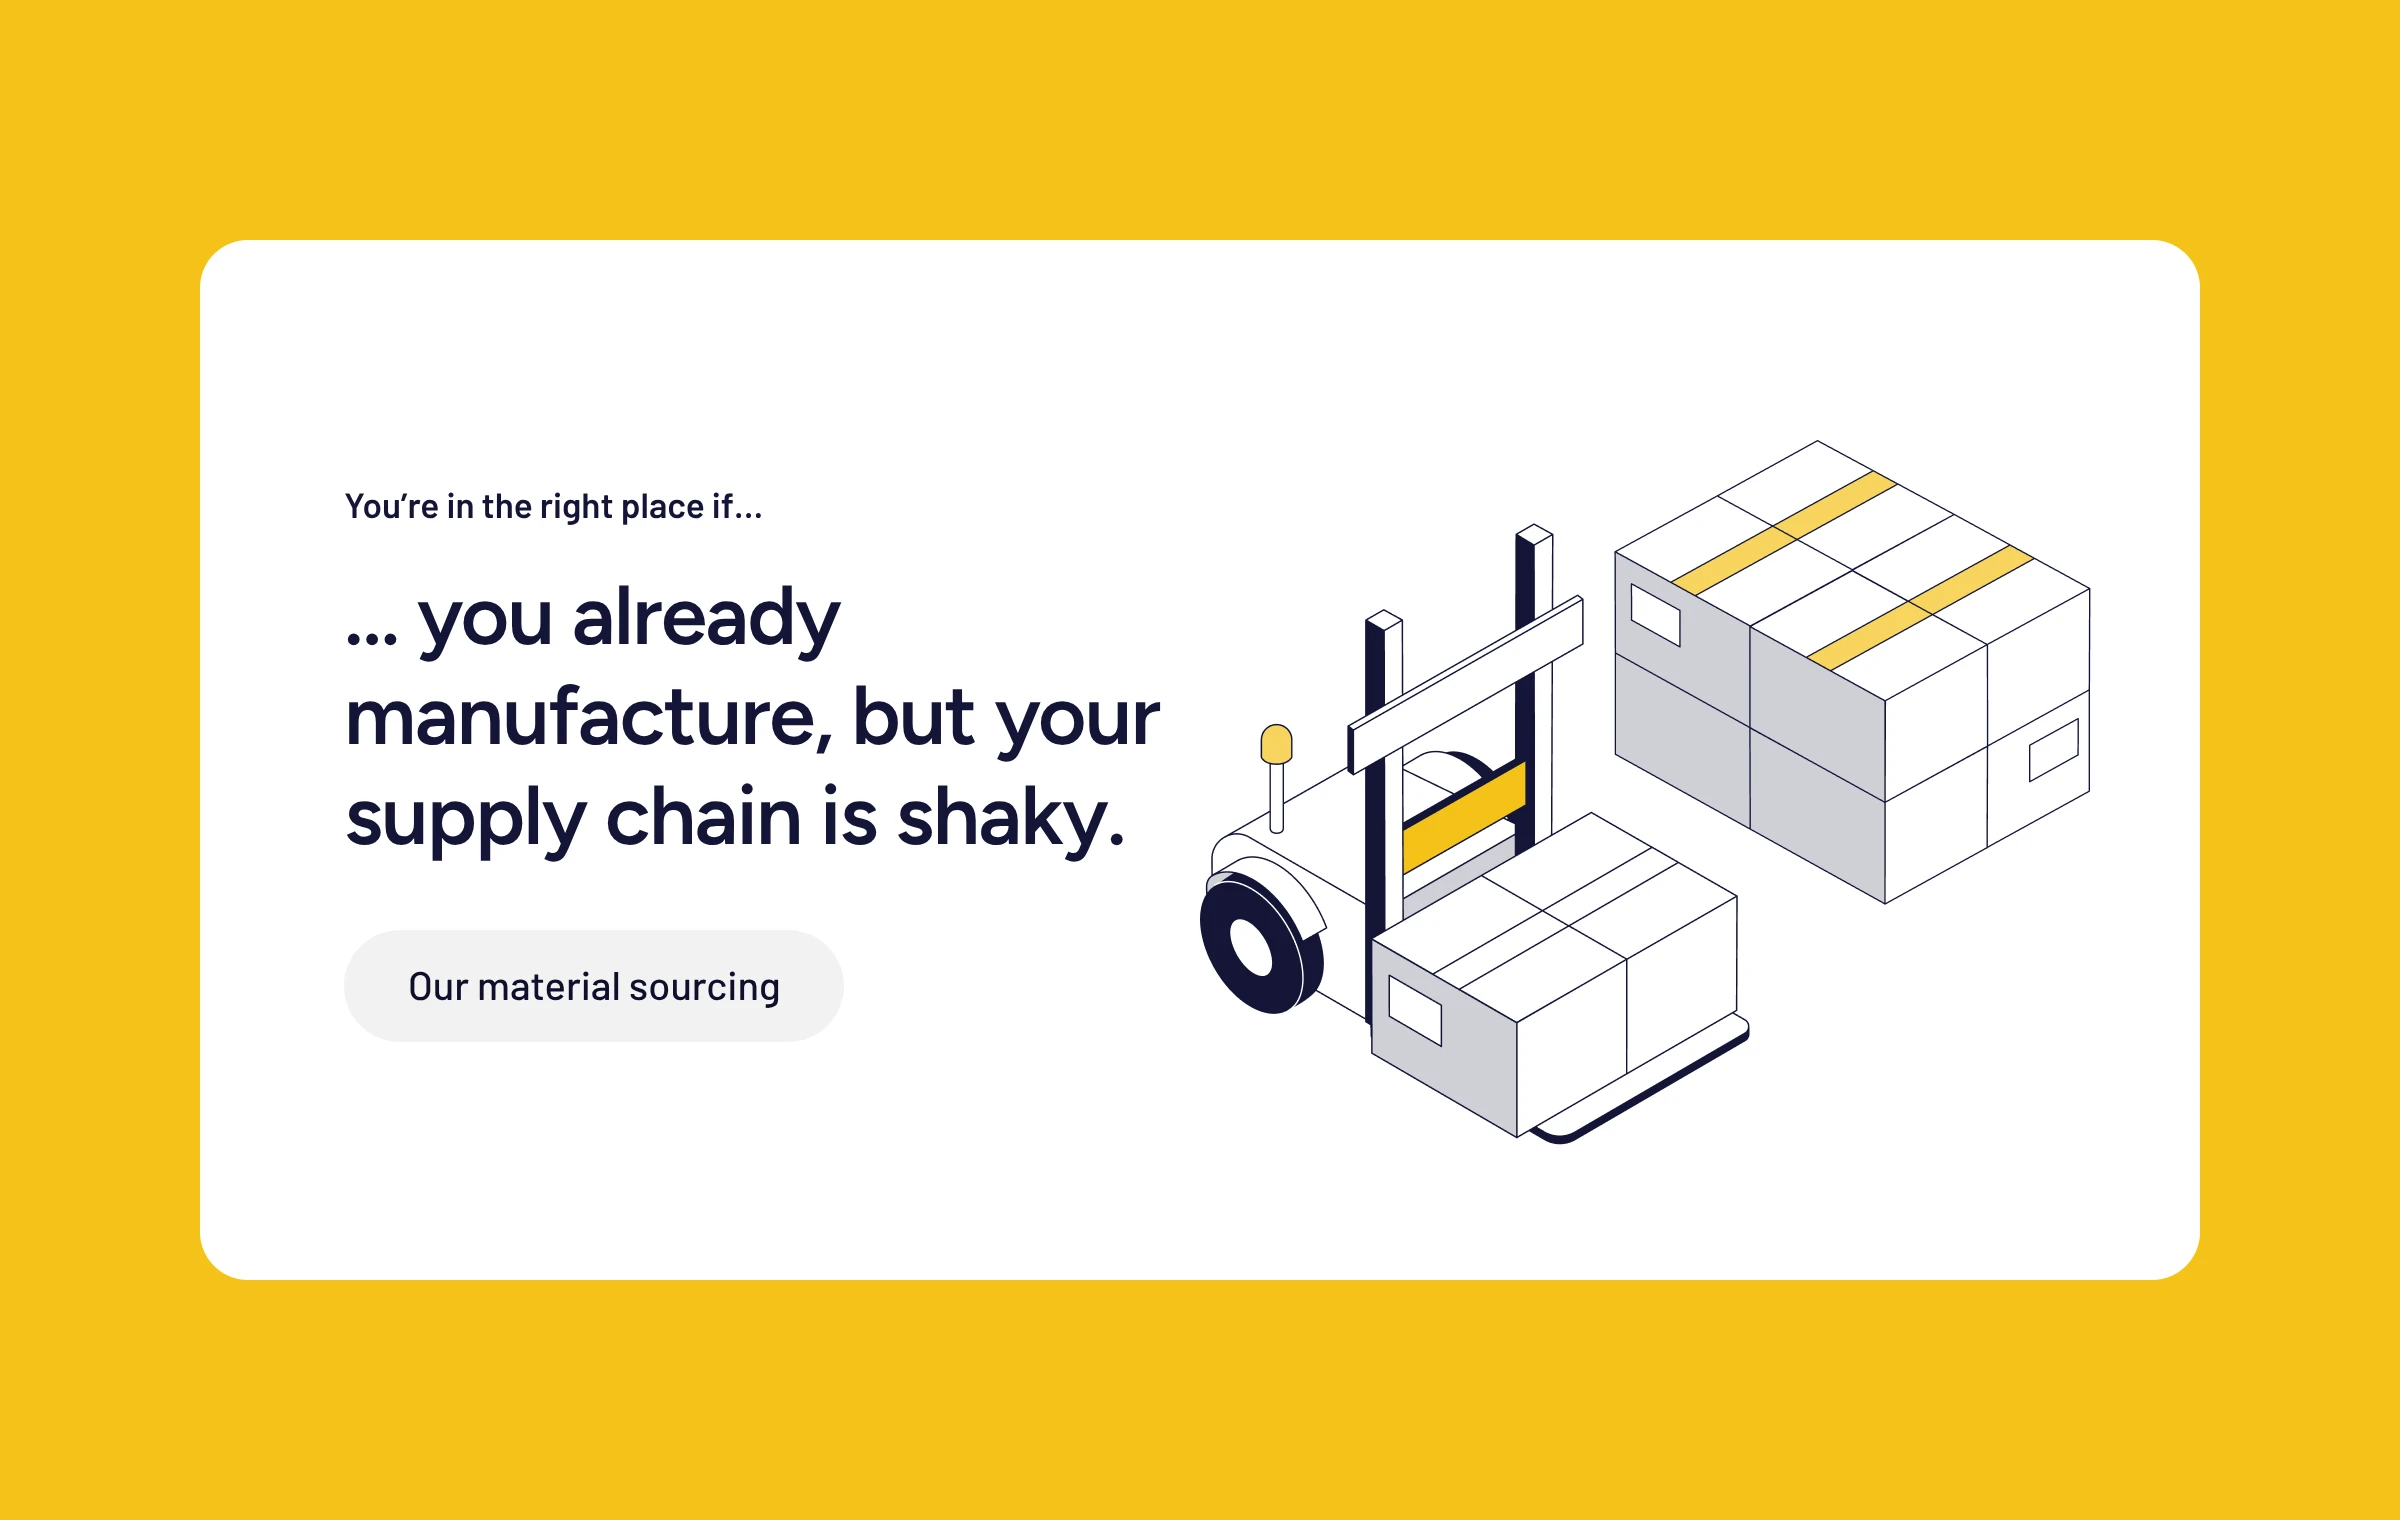 You’re in the right place if...
... you already
manufacture, but your
supply chain is shaky.
Our material sourcing